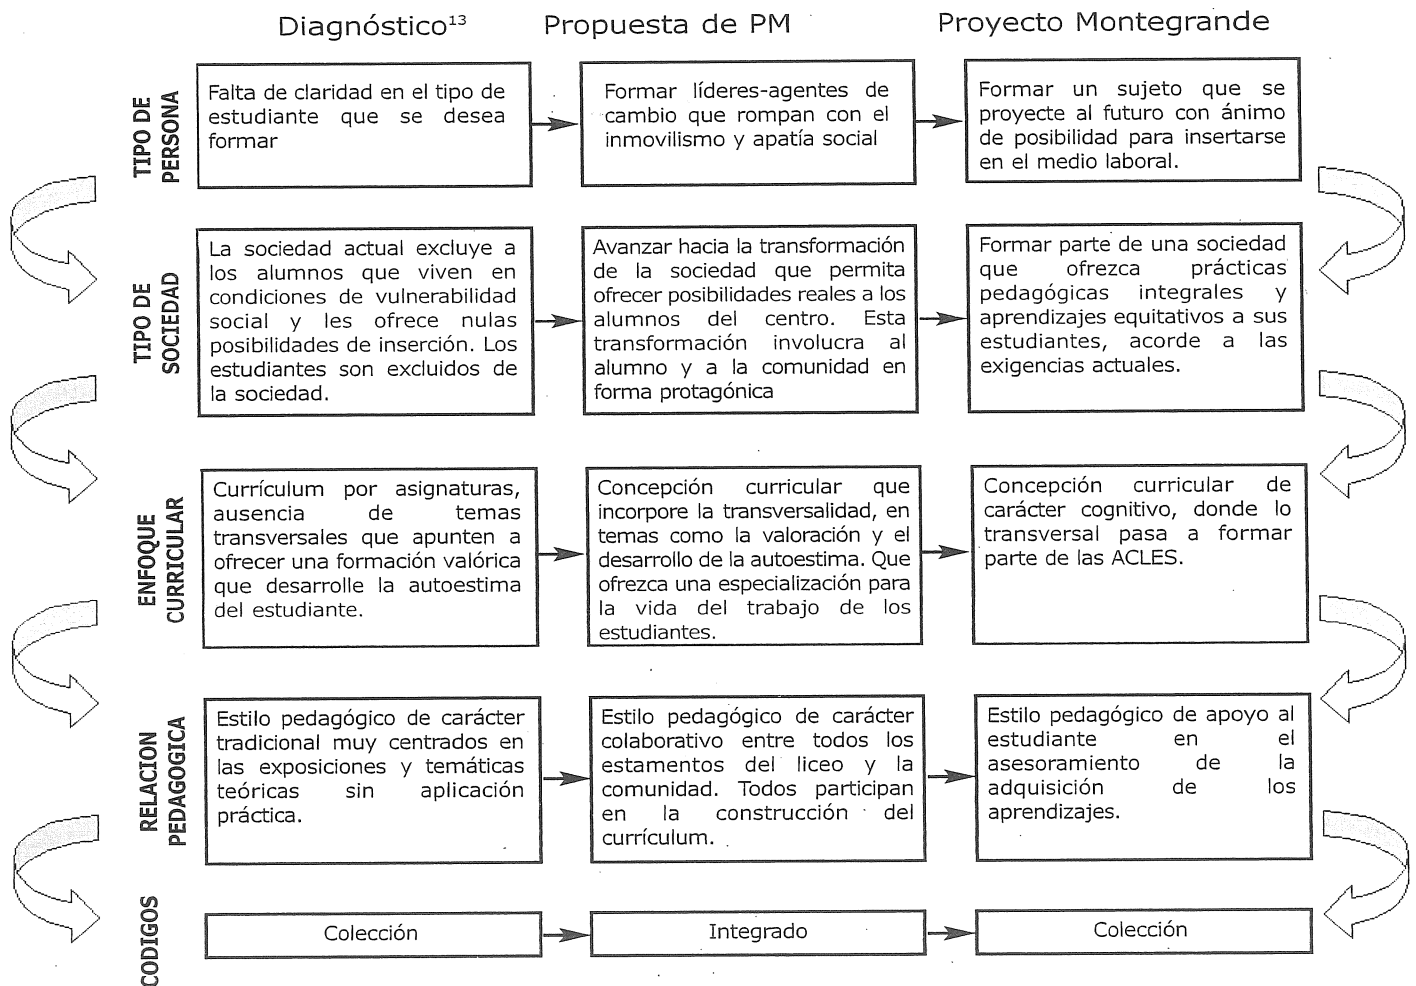 Diagnóstico¹³
Propuesta de PM
Proyecto Montegrande
TIPO DE
PERSONA
Falta de claridad en el tipo de
estudiante que se desea
formar
Formar líderes-agentes de
cambio que rompan con el
inmovilismo y apatía social
Formar un sujeto que se
proyecte al futuro con ánimo
de posibilidad para insertarse
en el medio laboral.
TIPO DE
SOCIEDAD
La sociedad actual excluye a
los alumnos que viven en
condiciones de vulnerabilidad
social y les ofrece nulas
posibilidades de inserción. Los
estudiantes son excluidos de
la sociedad.
Avanzar hacia la transformación
de la sociedad que permita
ofrecer posibilidades reales a los
alumnos del centro. Esta
transformación involucra al
alumno y a la comunidad en
forma protagónica
Formar parte de una sociedad
que ofrezca prácticas
pedagógicas integrales y
aprendizajes equitativos a sus
estudiantes, acorde a las
exigencias actuales.
ENFOQUE
CURRICULAR
Currículum por asignaturas,
ausencia de temas
transversales que apunten a
ofrecer una formación valórica
que desarrolle la autoestima
del estudiante.
Concepción curricular que
incorpore la transversalidad, en
temas como la valoración y el
desarrollo de la autoestima. Que
ofrezca una especialización para
la vida del trabajo de los
estudiantes.
Concepción curricular de
carácter cognitivo, donde lo
transversal pasa a formar
parte de las ACLES.
RELACION
PEDAGOGICA
Estilo pedagógico de carácter
tradicional muy centrados en
las exposiciones y temáticas
teóricas sin aplicación
práctica.
Estilo pedagógico de carácter
colaborativo entre todos los
estamentos del liceo y la
comunidad. Todos participan
en la construcción del
currículum.
Estilo pedagógico de apoyo al
estudiante en el
asesoramiento de la
adquisición de los
aprendizajes.
CODIGOS
Colección
Integrado
Colección